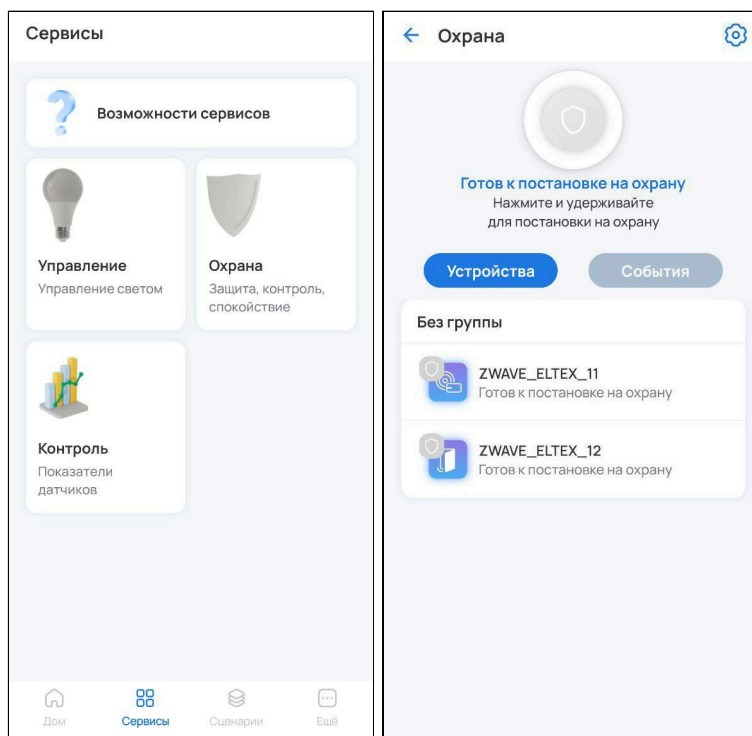 Сервисы
Возможности сервисов
Управление
Управление светом
Охрана
Защита, контроль,
спокойствие
Контроль
Показатели
датчиков
Дом
Сервисы
Сценарии
Ещё
Охрана
Готов к постановке на охрану
Нажмите и удерживайте
для постановки на охрану
Устройства
События
Без группы
ZWAVE_ELTEX_11
Готов к постановке на охрану
ZWAVE_ELTEX_12
Готов к постановке на охрану